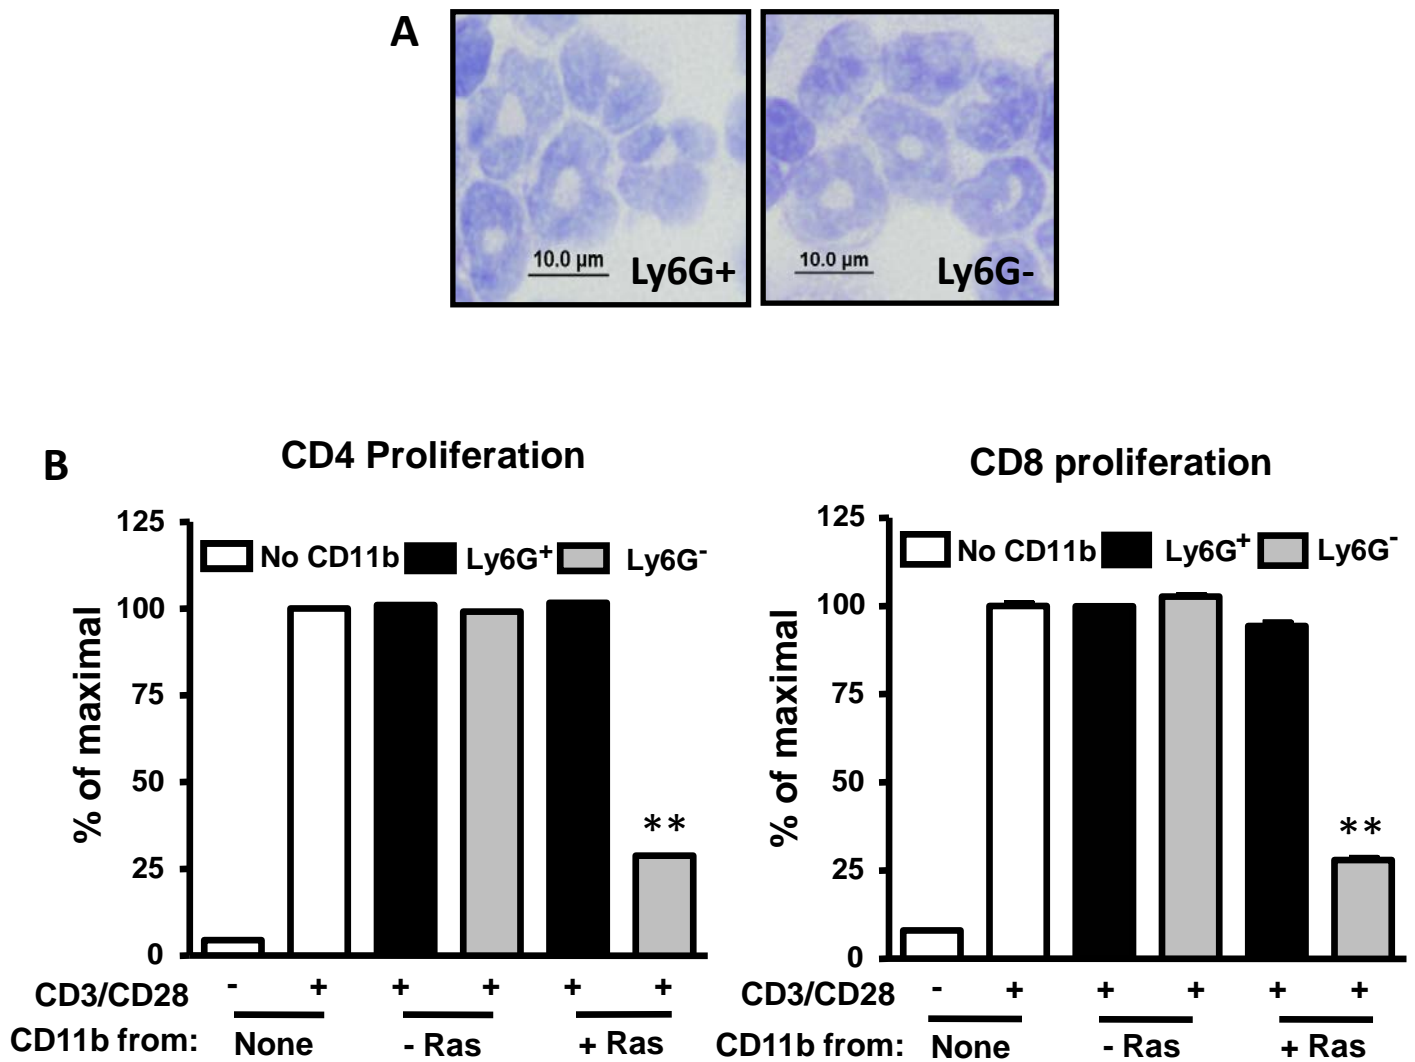 A
10.0 µm
Ly6G+
10.0 µm
Ly6G-
B
CD4 Proliferation
% of maximal
125
100
75
50
25
0
No CD11b
Ly6G+
Ly6G-
**
CD3/CD28 - + + + + +
CD11b from: None - Ras + Ras
CD8 proliferation
% of maximal
125
100
75
50
25
0
No CD11b
Ly6G+
Ly6G-
**
CD3/CD28 - + + + + +
CD11b from: None - Ras + Ras